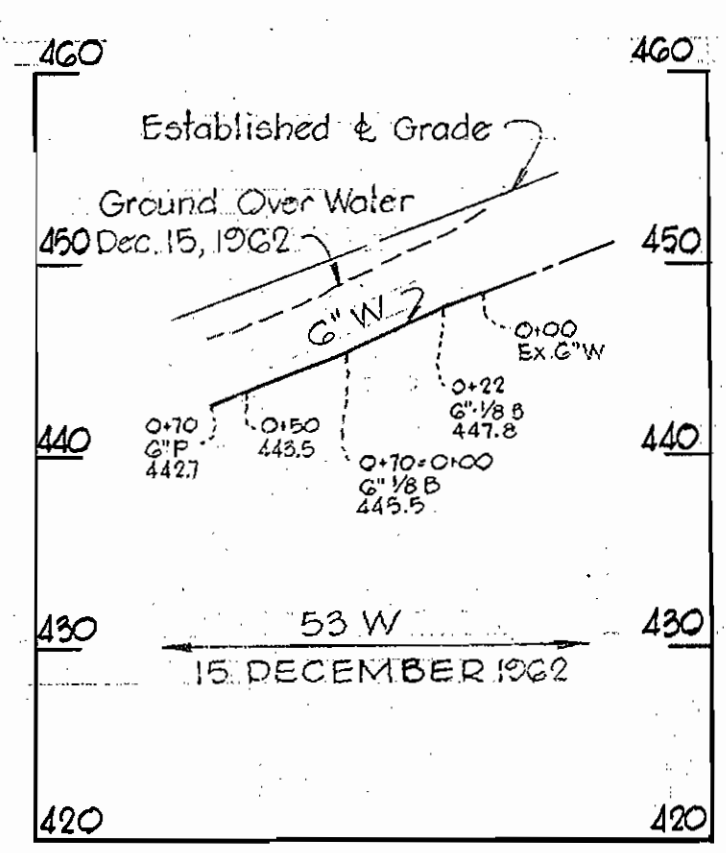 460
460
Established ℄ Grade
Ground Over Water
450
Dec. 15, 1962
450
6" W
0+00
Ex. 6" W
0+22
6"-1/8 B
447.8
0+70
6" P
442.7
0+50
443.5
440
440
0+70=0+00
6" 1/8 B
445.5
430
53 W
430
15 DECEMBER 1962
420
420